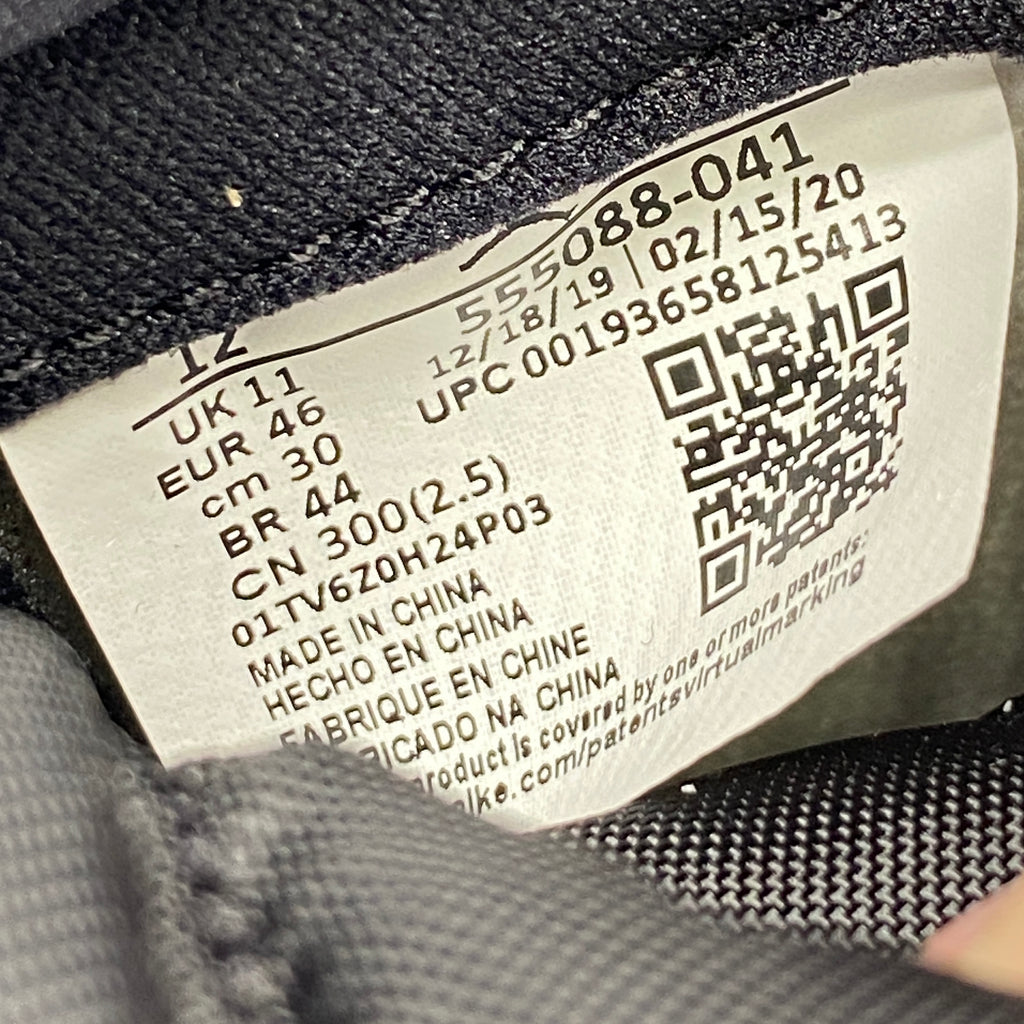 12
UK 11
EUR 46
cm 30
BR 44
CN 300(2.5)
01TV6Z0H24P03
MADE IN CHINA
HECHO EN CHINA
FABRIQUE EN CHINE
RICADO NA CHINA
product is covered by one or more patents:
ike.com/patentsvirtualmarking
555088-041
12/18/19 | 02/15/20
UPC 00193658125413